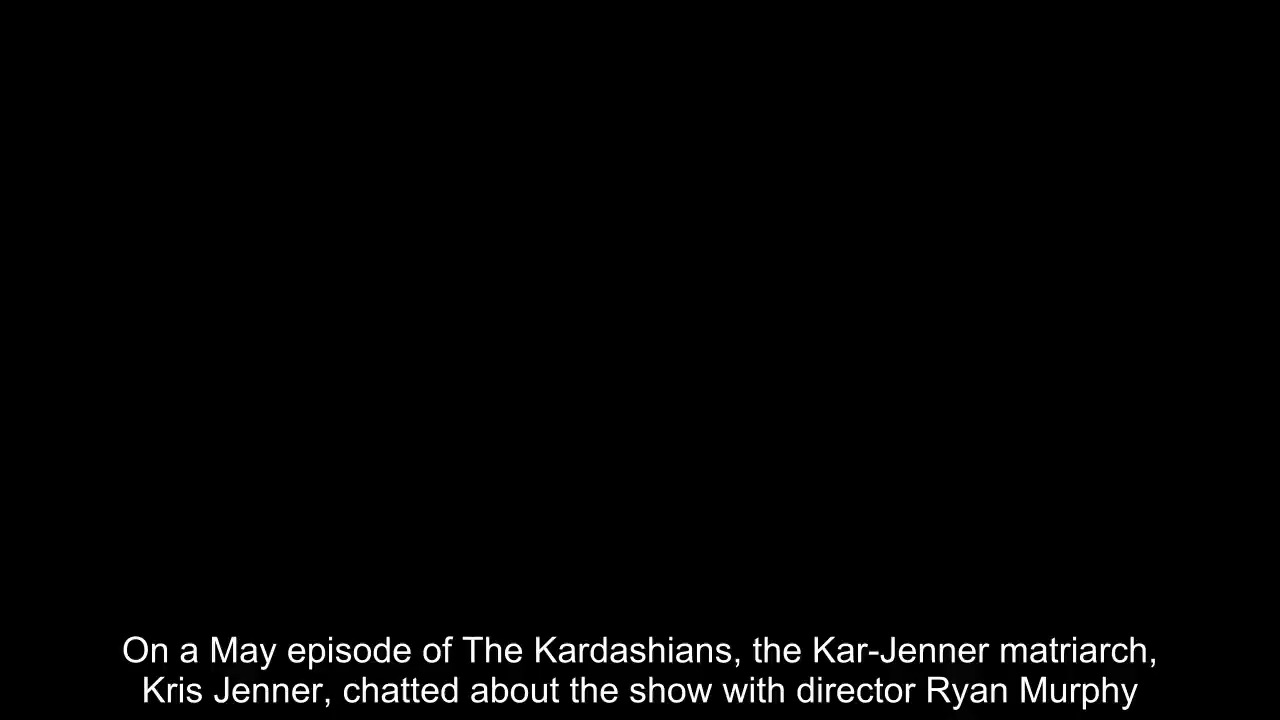 On a May episode of The Kardashians, the Kar-Jenner matriarch,
Kris Jenner, chatted about the show with director Ryan Murphy